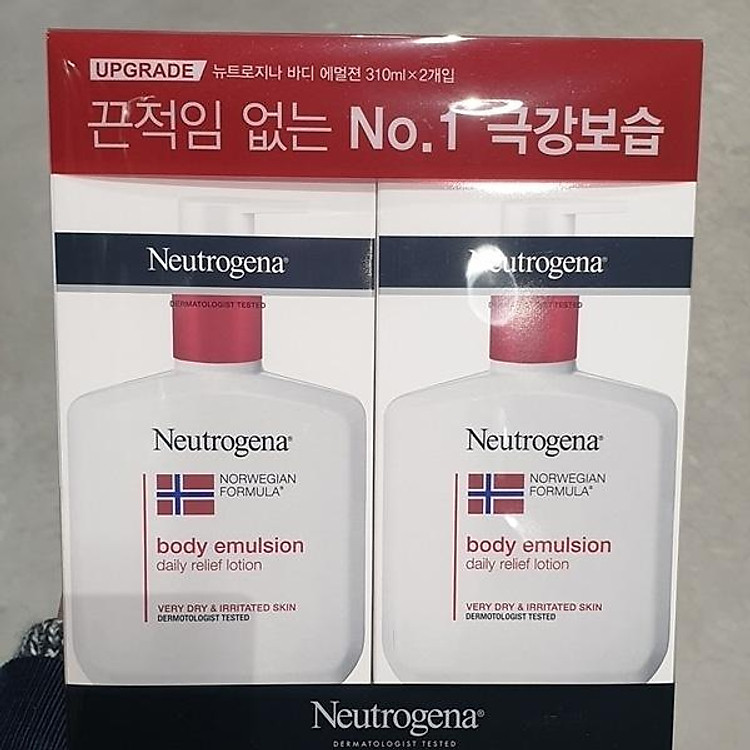 UPGRADE 뉴트로지나 바디 에멀젼 310ml×2개입
끈적임 없는 No.1 극강보습
Neutrogena®
DERMATOLOGIST TESTED
Neutrogena®
NORWEGIAN
FORMULA®
body emulsion
daily relief lotion
VERY DRY & IRRITATED SKIN
DERMOTOLOGIST TESTED
Neutrogena®
DERMATOLOGIST TESTED
Neutrogena®
NORWEGIAN
FORMULA®
body emulsion
daily relief lotion
VERY DRY & IRRITATED SKIN
DERMOTOLOGIST TESTED
Neutrogena®
DERMATOLOGIST TESTED